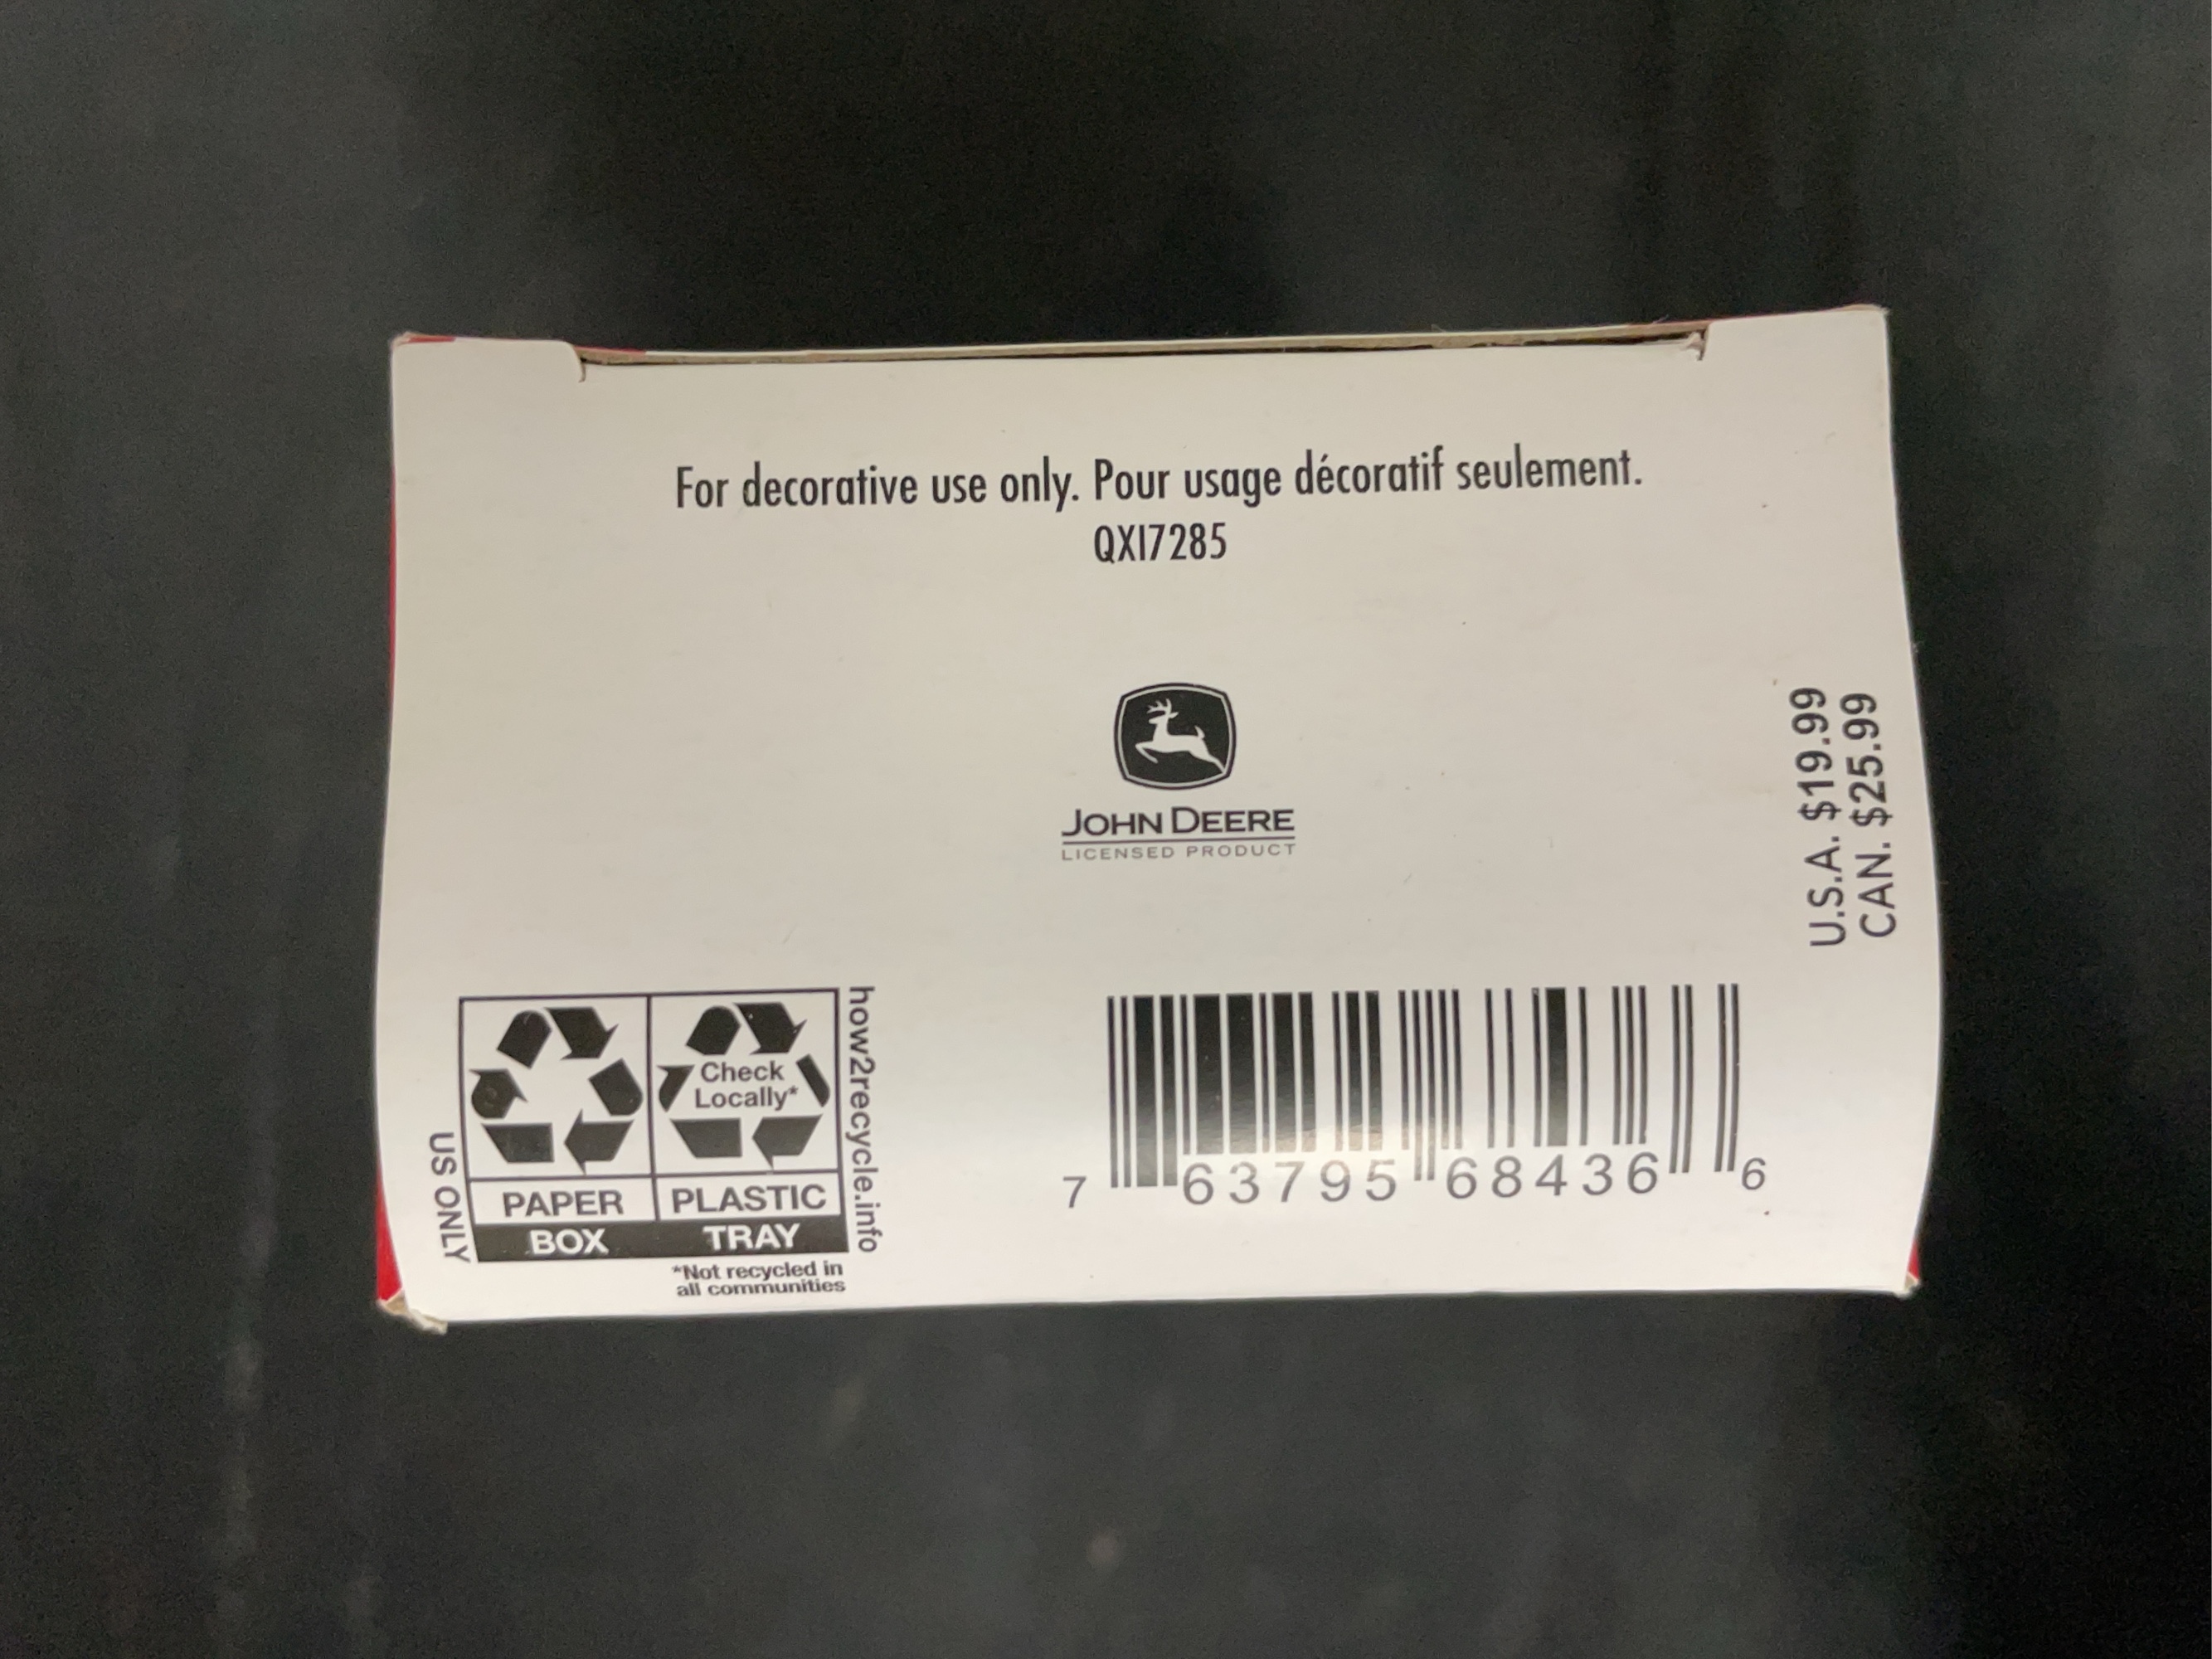 For decorative use only. Pour usage décoratif seulement.
QXI7285
JOHN DEERE
LICENSED PRODUCT
U.S.A. $19.99
CAN. $25.99
Check
Locally*
PAPER
BOX
PLASTIC
TRAY
*Not recycled in
all communities
US ONLY
how2recycle.info
7 63795 68436 6